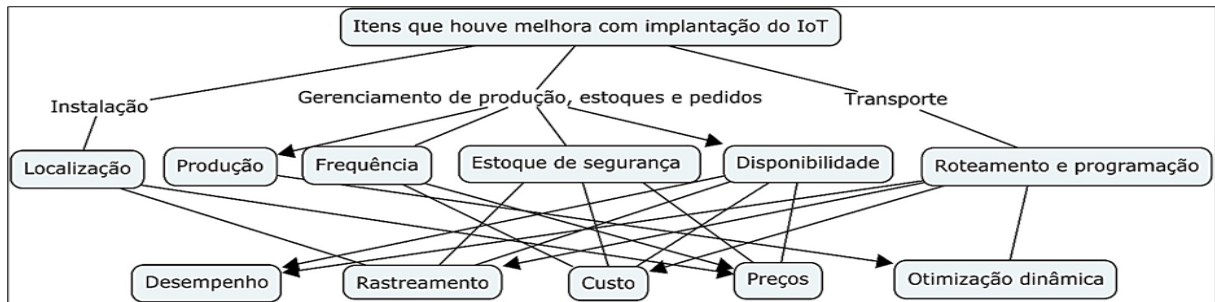 Itens que houve melhora com implantação do IoT
Instalação
Gerenciamento de produção, estoques e pedidos
Transporte
Localização
Produção
Frequência
Estoque de segurança
Disponibilidade
Roteamento e programação
Desempenho
Rastreamento
Custo
Preços
Otimização dinâmica